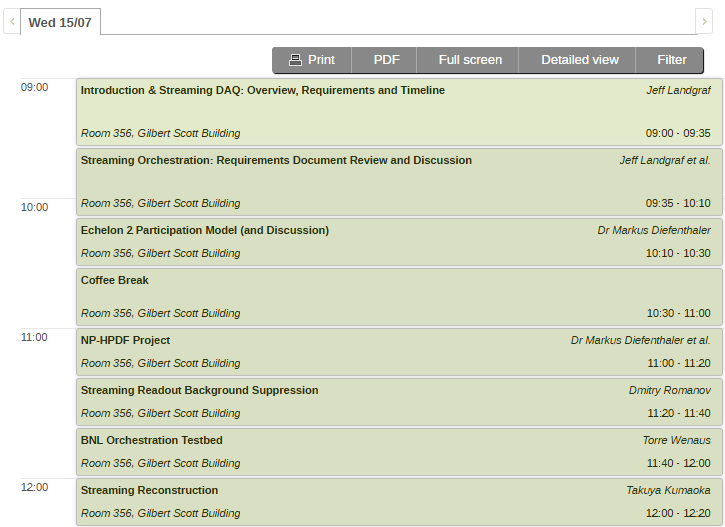 Wed 15/07
Print PDF Full screen Detailed view Filter
09:00
Introduction & Streaming DAQ: Overview, Requirements and Timeline Jeff Landgraf
Room 356, Gilbert Scott Building 09:00 - 09:35
Streaming Orchestration: Requirements Document Review and Discussion Jeff Landgraf et al.
10:00
Room 356, Gilbert Scott Building 09:35 - 10:10
Echelon 2 Participation Model (and Discussion) Dr Markus Diefenthaler
Room 356, Gilbert Scott Building 10:10 - 10:30
Coffee Break
Room 356, Gilbert Scott Building 10:30 - 11:00
11:00
NP-HPDF Project Dr Markus Diefenthaler et al.
Room 356, Gilbert Scott Building 11:00 - 11:20
Streaming Readout Background Suppression Dmitry Romanov
Room 356, Gilbert Scott Building 11:20 - 11:40
BNL Orchestration Testbed Torre Wenaus
Room 356, Gilbert Scott Building 11:40 - 12:00
12:00
Streaming Reconstruction Takuya Kumaoka
Room 356, Gilbert Scott Building 12:00 - 12:20